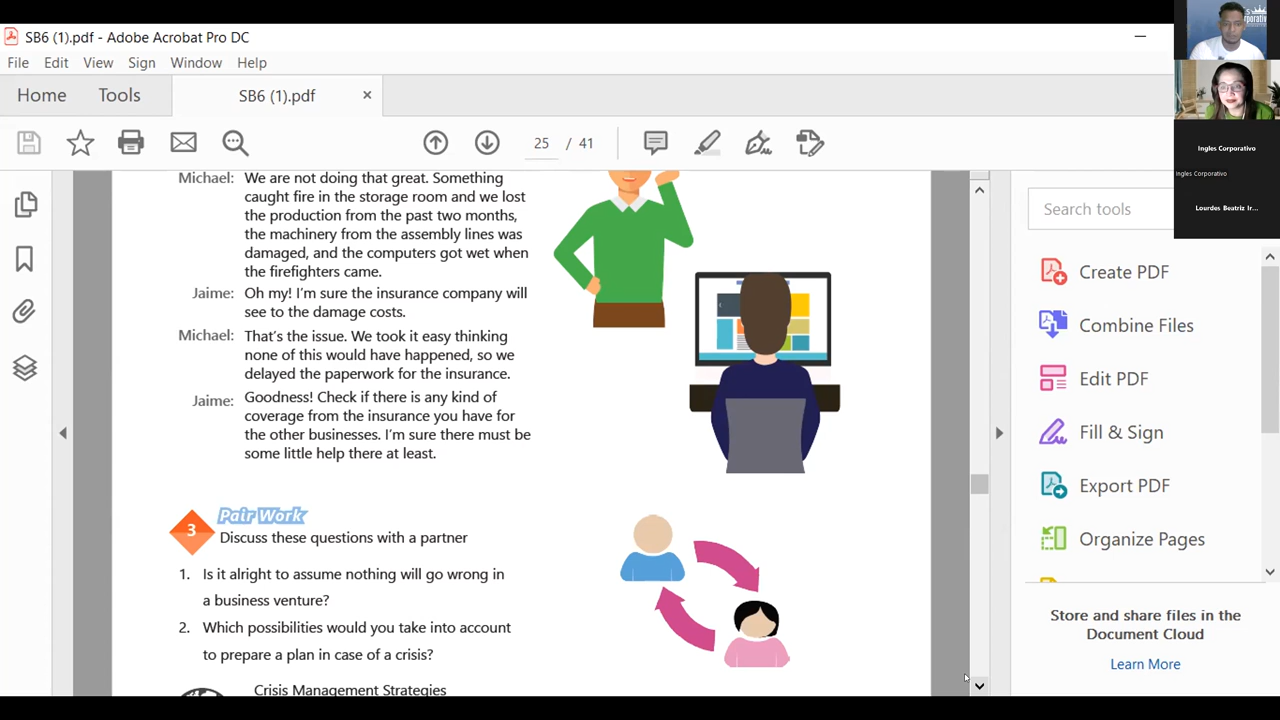 SB6 (1).pdf - Adobe Acrobat Pro DC
File Edit View Sign Window Help
Home Tools SB6 (1).pdf ×
25 / 41
Michael: We are not doing that great. Something
caught fire in the storage room and we lost
the production from the past two months,
the machinery from the assembly lines was
damaged, and the computers got wet when
the firefighters came.
Jaime: Oh my! I'm sure the insurance company will
see to the damage costs.
Michael: That's the issue. We took it easy thinking
none of this would have happened, so we
delayed the paperwork for the insurance.
Jaime: Goodness! Check if there is any kind of
coverage from the insurance you have for
the other businesses. I'm sure there must be
some little help there at least.
3 Pair Work
Discuss these questions with a partner
1. Is it alright to assume nothing will go wrong in
a business venture?
2. Which possibilities would you take into account
to prepare a plan in case of a crisis?
Crisis Management Strategies
Search tools
Create PDF
Combine Files
Edit PDF
Fill & Sign
Export PDF
Organize Pages
Store and share files in the
Document Cloud
Learn More
Ingles Corporativo
Ingles Corporativo
Lourdes Beatriz Ir...